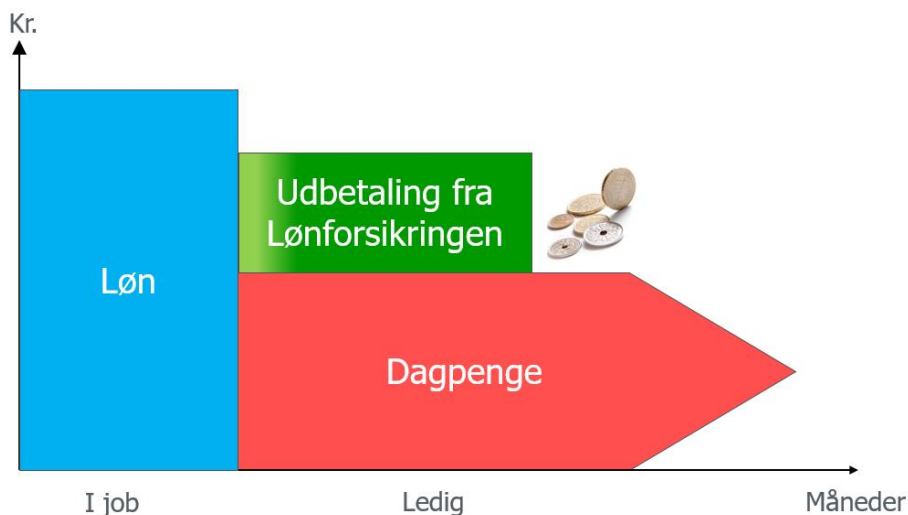 Kr.
Udbetaling fra
Lønforsikringen
Løn
Dagpenge
I job
Ledig
Måneder